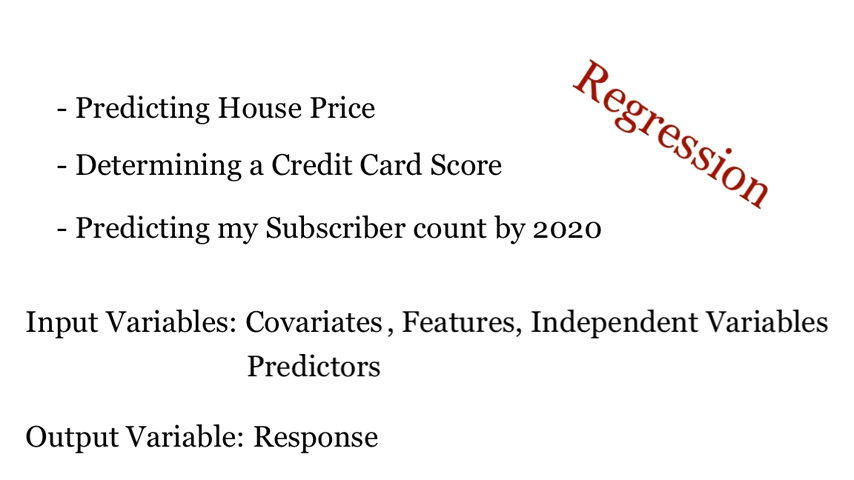 Regression
- Predicting House Price
- Determining a Credit Card Score
- Predicting my Subscriber count by 2020
Input Variables: Covariates , Features, Independent Variables
Predictors
Output Variable: Response